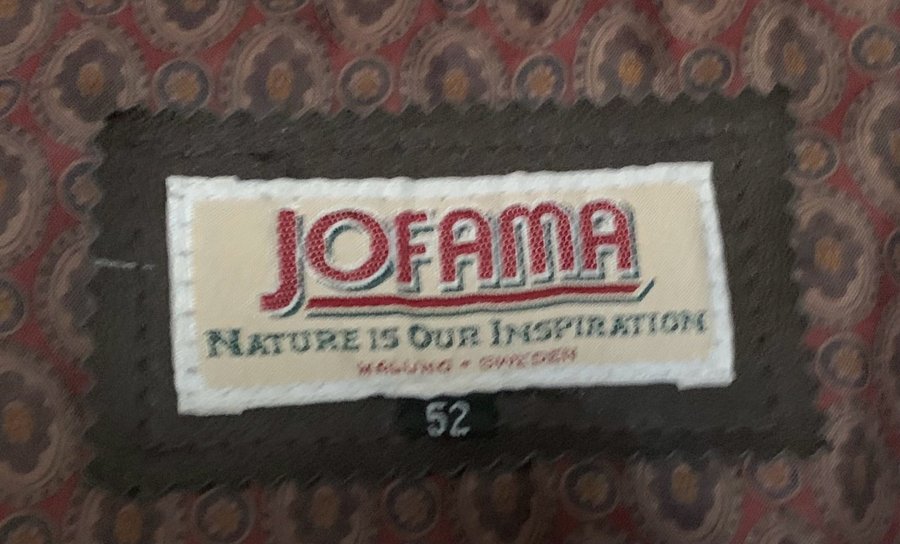 JOFAMA
NATURE IS OUR INSPIRATION
MALUNG • SWEDEN
52